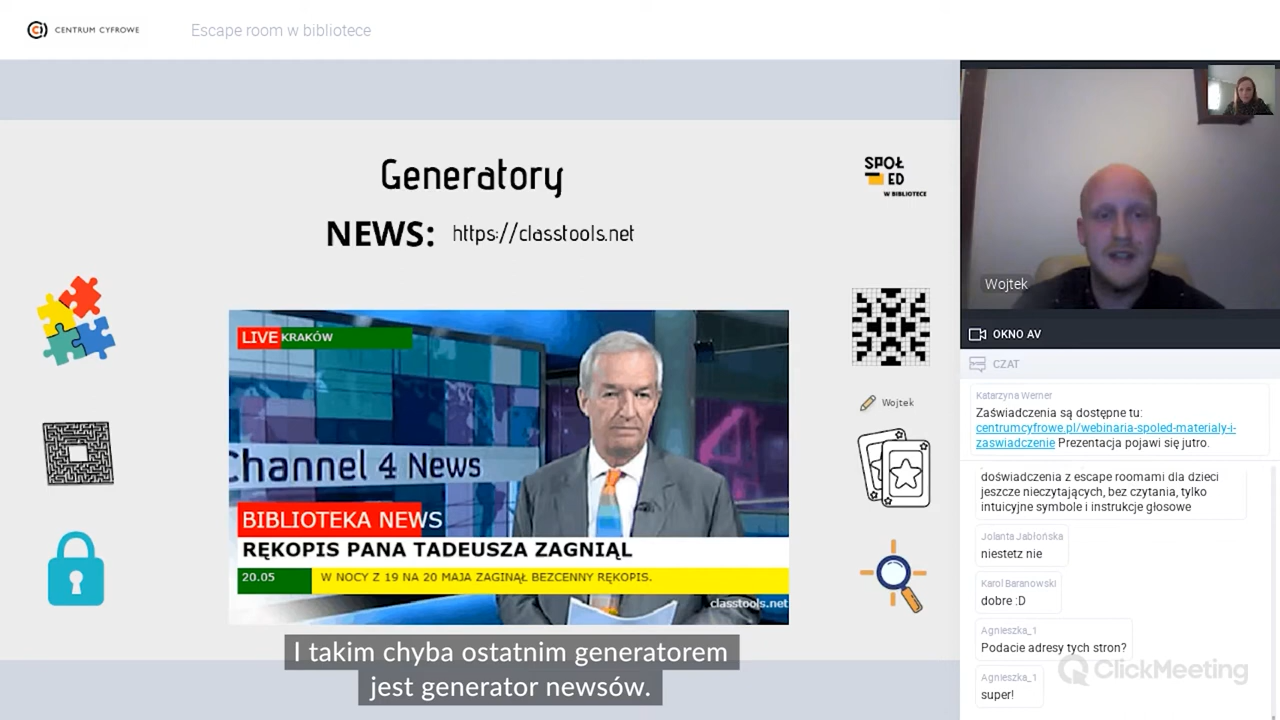 CENTRUM CYFROWE
Escape room w bibliotece
Generatory
NEWS: https://classtools.net
SPOŁ
ED
W BIBLIOTECE
LIVE KRAKÓW
Channel 4 News
4
BIBLIOTEKA NEWS
RĘKOPIS PANA TADEUSZA ZAGNIĄL
20.05 W NOCY Z 19 NA 20 MAJA ZAGINĄŁ BEZCENNY RĘKOPIS.
classtools.net
Wojtek
I takim chyba ostatnim generatorem
jest generator newsów.
Wojtek
OKNO AV
CZAT
Katarzyna Werner
Zaświadczenia są dostępne tu:
centrumcyfrowe.pl/webinaria-spoled-materialy-i-
zaswiadczenie Prezentacja pojawi się jutro.
doświadczenia z escape roomami dla dzieci
jeszcze nieczytających, bez czytania, tylko
intuicyjne symbole i instrukcje głosowe
Jolanta Jabłońska
niestetz nie
Karol Baranowski
dobre :D
Agnieszka_1
Podacie adresy tych stron?
Agnieszka_1
super!
ClickMeeting